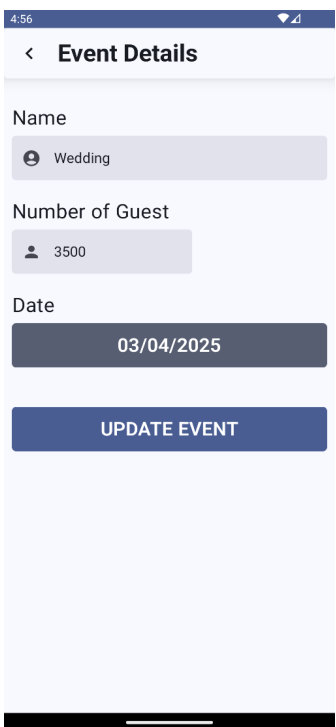 4:56
Event Details
Name
Wedding
Number of Guest
3500
Date
03/04/2025
UPDATE EVENT